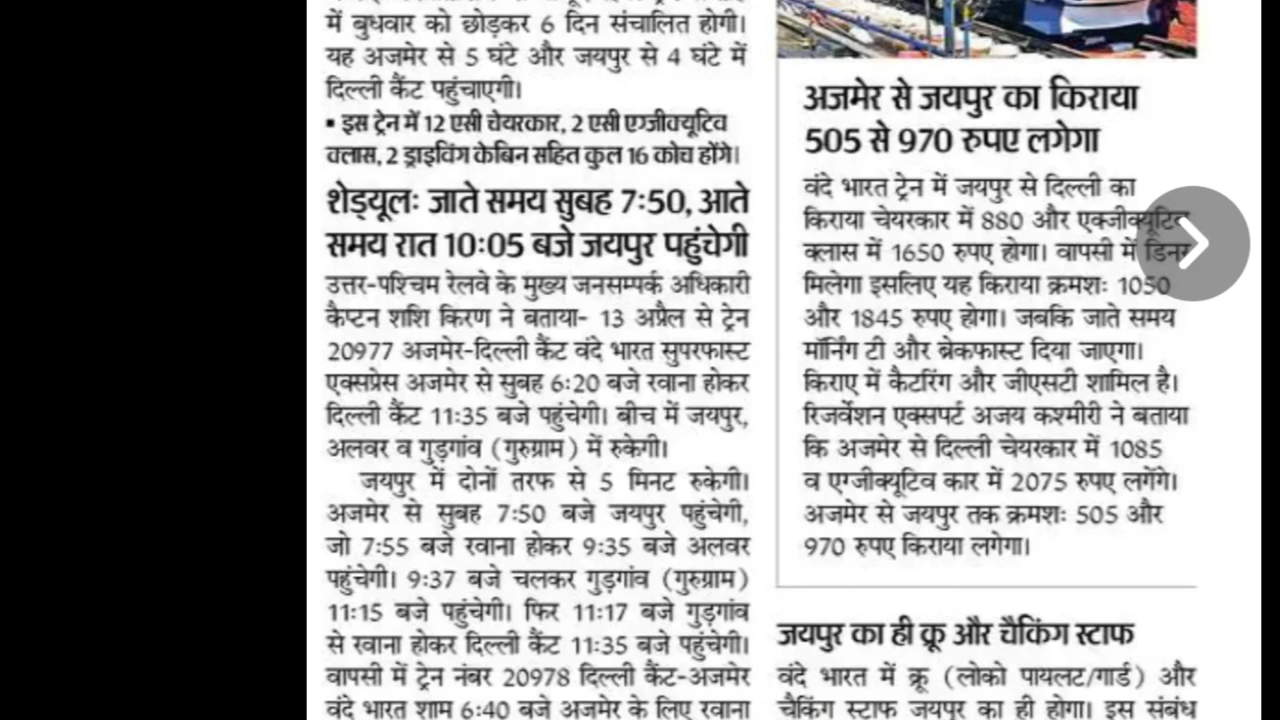 में बुधवार को छोड़कर 6 दिन संचालित होगी।
यह अजमेर से 5 घंटे और जयपुर से 4 घंटे में
दिल्ली कैंट पहुंचाएगी।
▪ इस ट्रेन में 12 एसी चेयरकार, 2 एसी एग्जीक्यूटिव
क्लास, 2 ड्राइविंग केबिन सहित कुल 16 कोच होंगे।
शेड्यूलः जाते समय सुबह 7:50, आते
समय रात 10:05 बजे जयपुर पहुंचेगी
उत्तर-पश्चिम रेलवे के मुख्य जनसम्पर्क अधिकारी
कैप्टन शशि किरण ने बताया- 13 अप्रैल से ट्रेन
20977 अजमेर-दिल्ली कैंट वंदे भारत सुपरफास्ट
एक्सप्रेस अजमेर से सुबह 6:20 बजे रवाना होकर
दिल्ली कैंट 11:35 बजे पहुंचेगी। बीच में जयपुर,
अलवर व गुड़गांव (गुरुग्राम) में रुकेगी।
जयपुर में दोनों तरफ से 5 मिनट रुकेगी।
अजमेर से सुबह 7:50 बजे जयपुर पहुंचेगी,
जो 7:55 बजे रवाना होकर 9:35 बजे अलवर
पहुंचेगी। 9:37 बजे चलकर गुड़गांव (गुरुग्राम)
11:15 बजे पहुंचेगी। फिर 11:17 बजे गुड़गांव
से रवाना होकर दिल्ली कैंट 11:35 बजे पहुंचेगी।
वापसी में ट्रेन नंबर 20978 दिल्ली कैंट-अजमेर
वंदे भारत शाम 6:40 बजे अजमेर के लिए रवाना
अजमेर से जयपुर का किराया
505 से 970 रुपए लगेगा
वंदे भारत ट्रेन में जयपुर से दिल्ली का
किराया चेयरकार में 880 और एक्जीक्यूटिव
क्लास में 1650 रुपए होगा। वापसी में डिनर
मिलेगा इसलिए यह किराया क्रमशः 1050
और 1845 रुपए होगा। जबकि जाते समय
मॉर्निंग टी और ब्रेकफास्ट दिया जाएगा।
किराए में कैटरिंग और जीएसटी शामिल है।
रिजर्वेशन एक्सपर्ट अजय कश्मीरी ने बताया
कि अजमेर से दिल्ली चेयरकार में 1085
व एग्जीक्यूटिव कार में 2075 रुपए लगेंगे।
अजमेर से जयपुर तक क्रमशः 505 और
970 रुपए किराया लगेगा।
जयपुर का ही क्रू और चैकिंग स्टाफ
वंदे भारत में क्रू (लोको पायलट/गार्ड) और
चैकिंग स्टाफ जयपुर का ही होगा। इस संबंध